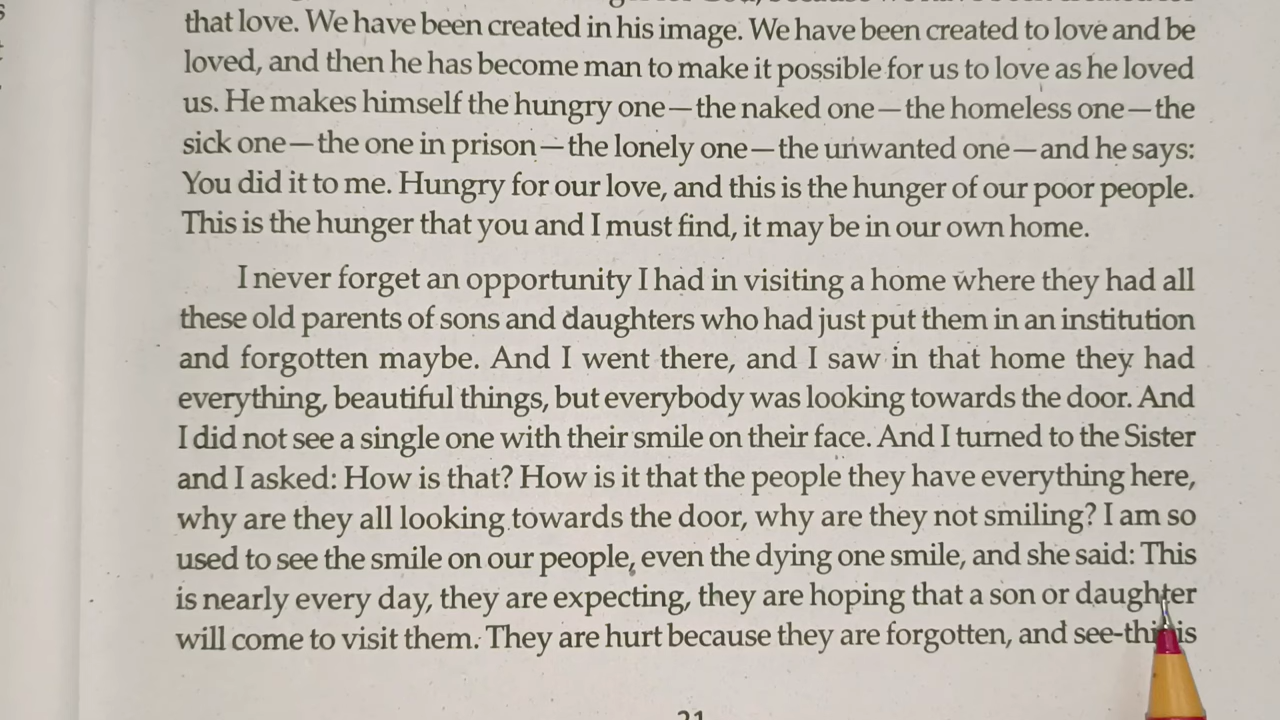 that love. We have been created in his image. We have been created to love and be
loved, and then he has become man to make it possible for us to love as he loved
us. He makes himself the hungry one—the naked one—the homeless one—the
sick one—the one in prison—the lonely one—the unwanted one—and he says:
You did it to me. Hungry for our love, and this is the hunger of our poor people.
This is the hunger that you and I must find, it may be in our own home.
I never forget an opportunity I had in visiting a home where they had all
these old parents of sons and daughters who had just put them in an institution
and forgotten maybe. And I went there, and I saw in that home they had
everything, beautiful things, but everybody was looking towards the door. And
I did not see a single one with their smile on their face. And I turned to the Sister
and I asked: How is that? How is it that the people they have everything here,
why are they all looking towards the door, why are they not smiling? I am so
used to see the smile on our people, even the dying one smile, and she said: This
is nearly every day, they are expecting, they are hoping that a son or daughter
will come to visit them. They are hurt because they are forgotten, and is